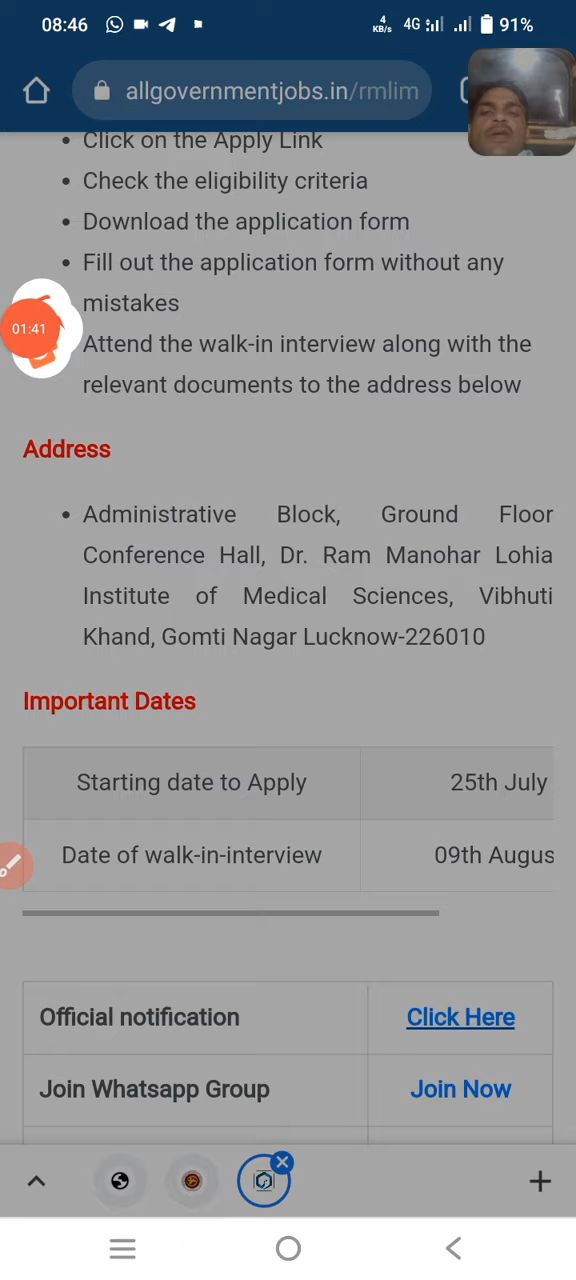 08:46
4
KB/s
4G
91%
allgovernmentjobs.in/rmlim
Click on the Apply Link
Check the eligibility criteria
Download the application form
Fill out the application form without any
mistakes
01:41
Attend the walk-in interview along with the
relevant documents to the address below
Address
Administrative Block, Ground Floor
Conference Hall, Dr. Ram Manohar Lohia
Institute of Medical Sciences, Vibhuti
Khand, Gomti Nagar Lucknow-226010
Important Dates
Starting date to Apply 25th July
Date of walk-in-interview 09th Augus
Official notification Click Here
Join Whatsapp Group Join Now